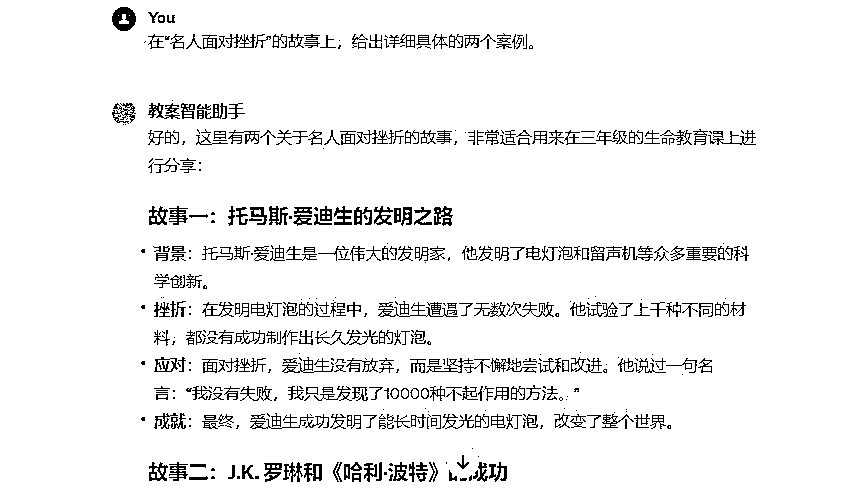 You
在“名人面对挫折”的故事上，给出详细具体的两个案例。
教案智能助手
好的，这里有两个关于名人面对挫折的故事，非常适合用来在三年级的生命教育课上进
行分享：
故事一：托马斯·爱迪生的发明之路
• 背景：托马斯·爱迪生是一位伟大的发明家，他发明了电灯泡和留声机等众多重要的科
学创新。
• 挫折：在发明电灯泡的过程中，爱迪生遭遇了无数次失败。他试验了上千种不同的材
料，都没有成功制作出长久发光的灯泡。
• 应对：面对挫折，爱迪生没有放弃，而是坚持不懈地尝试和改进。他说过一句名
言：“我没有失败，我只是发现了10000种不起作用的方法。”
• 成就：最终，爱迪生成功发明了能长时间发光的电灯泡，改变了整个世界。
故事二：J.K. 罗琳和《哈利·波特》成功